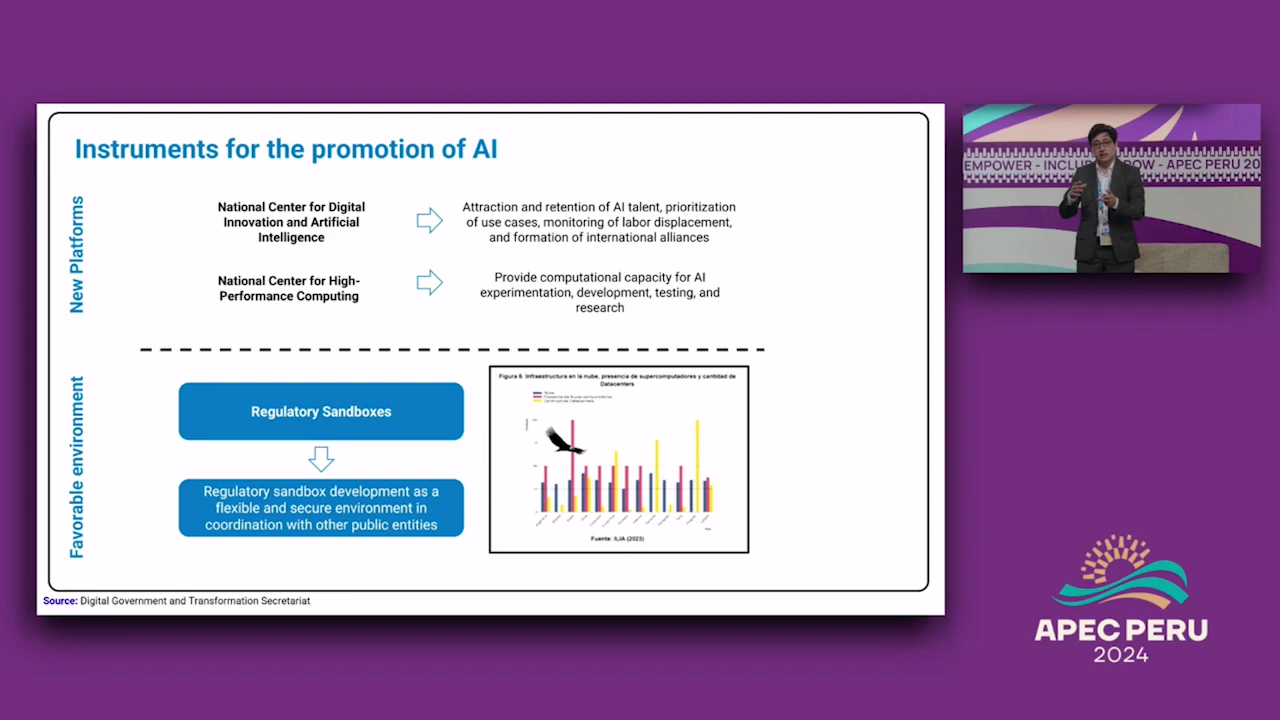 Instruments for the promotion of AI
New Platforms
National Center for Digital
Innovation and Artificial
Intelligence
Attraction and retention of AI talent, prioritization
of use cases, monitoring of labor displacement,
and formation of international alliances
National Center for High-
Performance Computing
Provide computational capacity for AI
experimentation, development, testing, and
research
Favorable environment
Regulatory Sandboxes
Regulatory sandbox development as a
flexible and secure environment in
coordination with other public entities
Figura 6. Infraestructura en la nube, presencia de supercomputadores y cantidad de
Datacenters
Fuente: ILIA (2023)
Source: Digital Government and Transformation Secretariat
EMPOWER - INCLU OW - APEC PERU 20
APEC PERU
2024